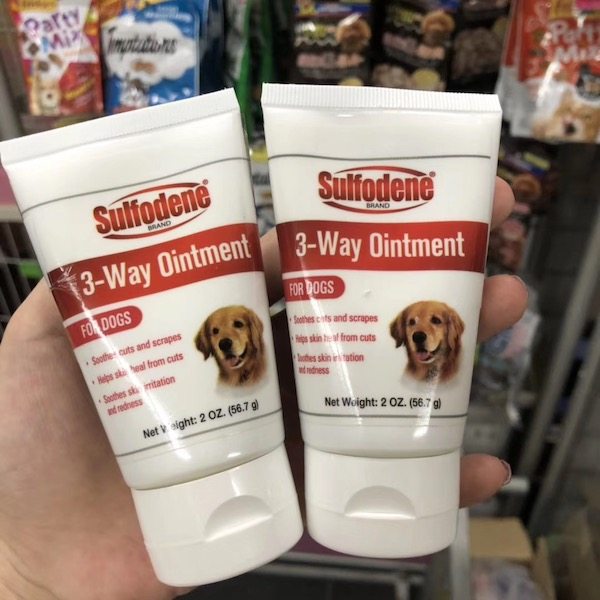 Party
Mix
Temptations
Party
Mix
Sulfodene®
BRAND
3-Way Ointment
FOR DOGS
• Soothes cuts and scrapes
• Helps skin heal from cuts
• Soothes skin irritation
and redness
Net Weight: 2 OZ. (56.7 g)
Sulfodene®
BRAND
3-Way Ointment
FOR DOGS
• Soothes cuts and scrapes
• Helps skin heal from cuts
• Soothes skin irritation
and redness
Net Weight: 2 OZ. (56.7 g)